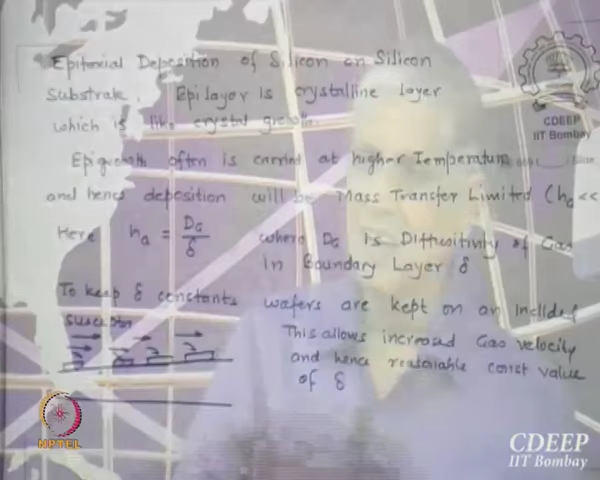 Epitaxial Deposition of Silicon on Silicon
Substrate. Epilayer is crystalline layer
which is like crystal growth.
Epigrowth often is carried at higher Temperature
and hence deposition will be Mass Transfer Limited (hG <<
Here hG = DG / δ where DG is Diffusitivity of Gas
in Boundary Layer δ
To keep δ constants wafers are kept on an inclided
susceptor
This allows increased Gas velocity
and hence reasonable const value
of δ
CDEEP
IIT Bombay
NPTEL
CDEEP
IIT Bombay